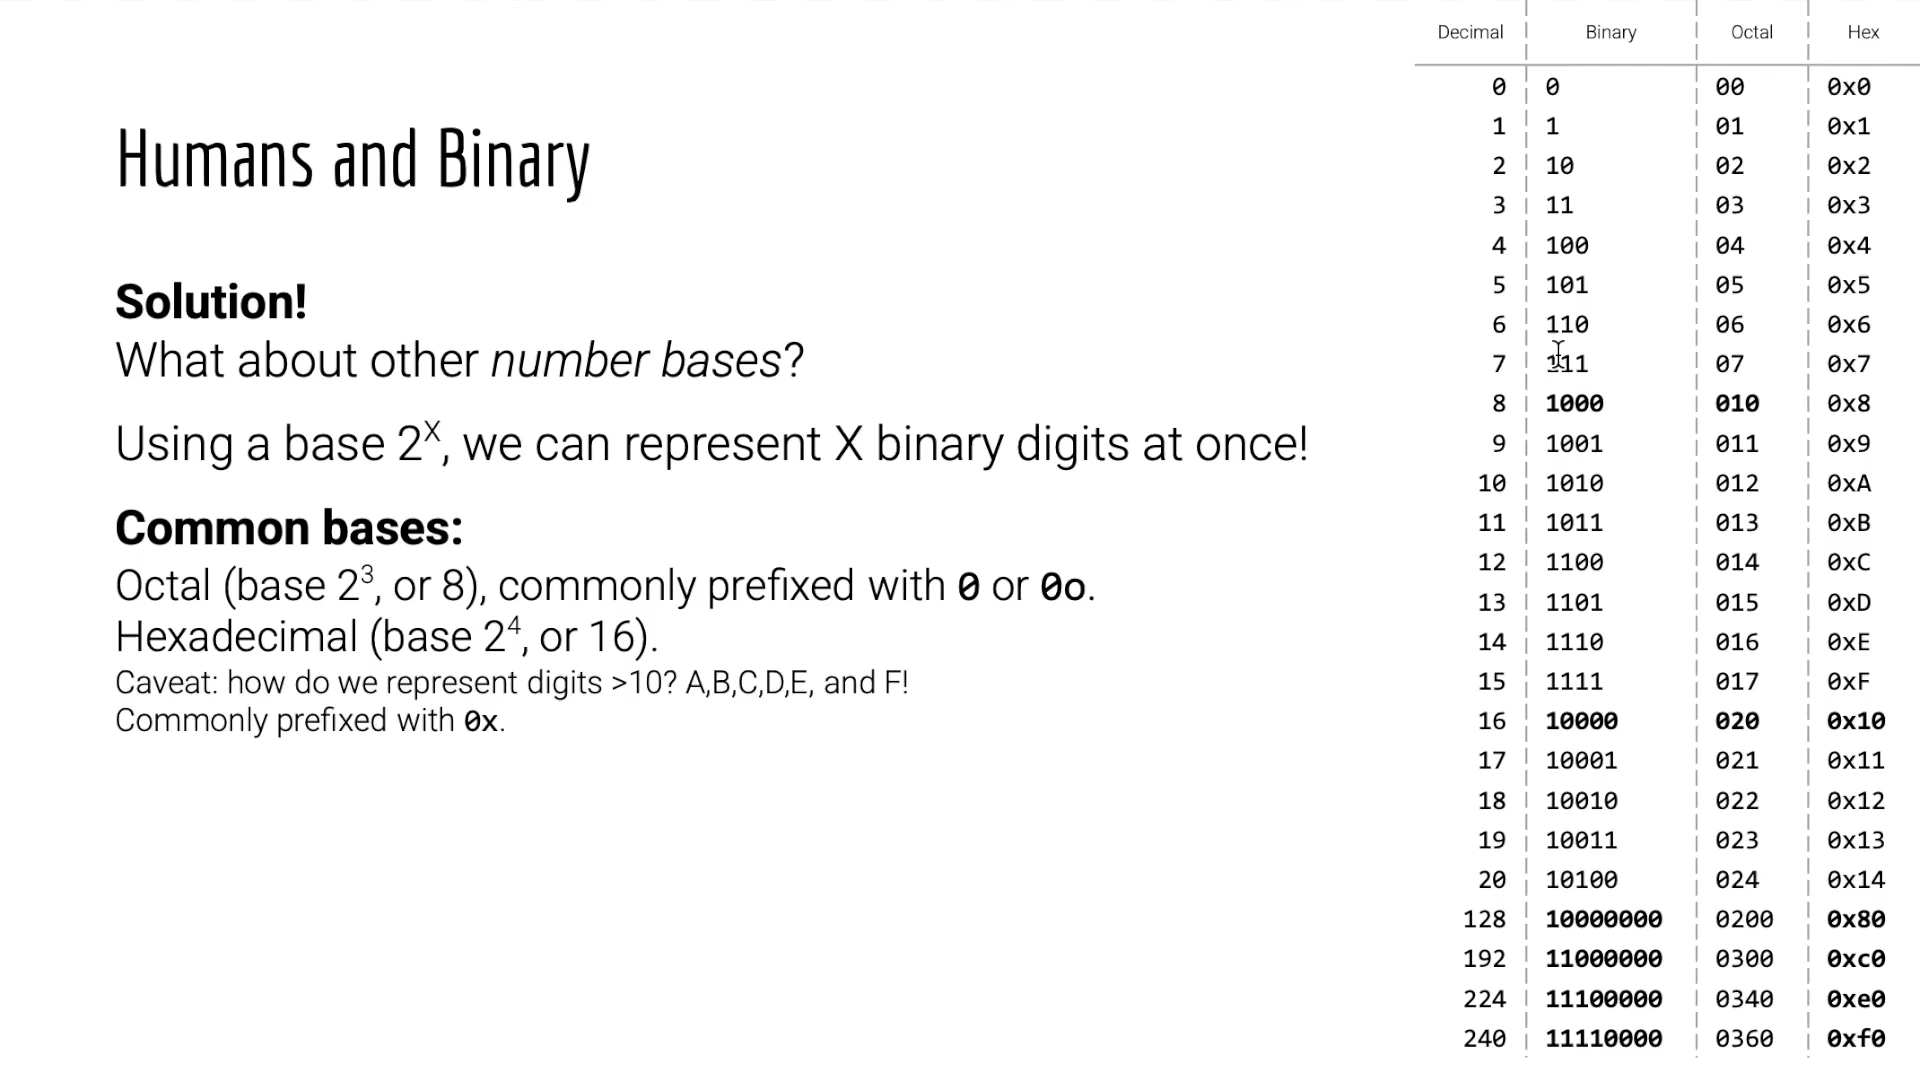 Humans and Binary
Solution!
What about other number bases?
Using a base 2^X, we can represent X binary digits at once!
Common bases:
Octal (base 2^3, or 8), commonly prefixed with 0 or 0o.
Hexadecimal (base 2^4, or 16).
Caveat: how do we represent digits >10? A,B,C,D,E, and F!
Commonly prefixed with 0x.
Decimal Binary Octal Hex
0 0 00 0x0
1 1 01 0x1
2 10 02 0x2
3 11 03 0x3
4 100 04 0x4
5 101 05 0x5
6 110 06 0x6
7 111 07 0x7
8 1000 010 0x8
9 1001 011 0x9
10 1010 012 0xA
11 1011 013 0xB
12 1100 014 0xC
13 1101 015 0xD
14 1110 016 0xE
15 1111 017 0xF
16 10000 020 0x10
17 10001 021 0x11
18 10010 022 0x12
19 10011 023 0x13
20 10100 024 0x14
128 10000000 0200 0x80
192 11000000 0300 0xc0
224 11100000 0340 0xe0
240 11110000 0360 0xf0